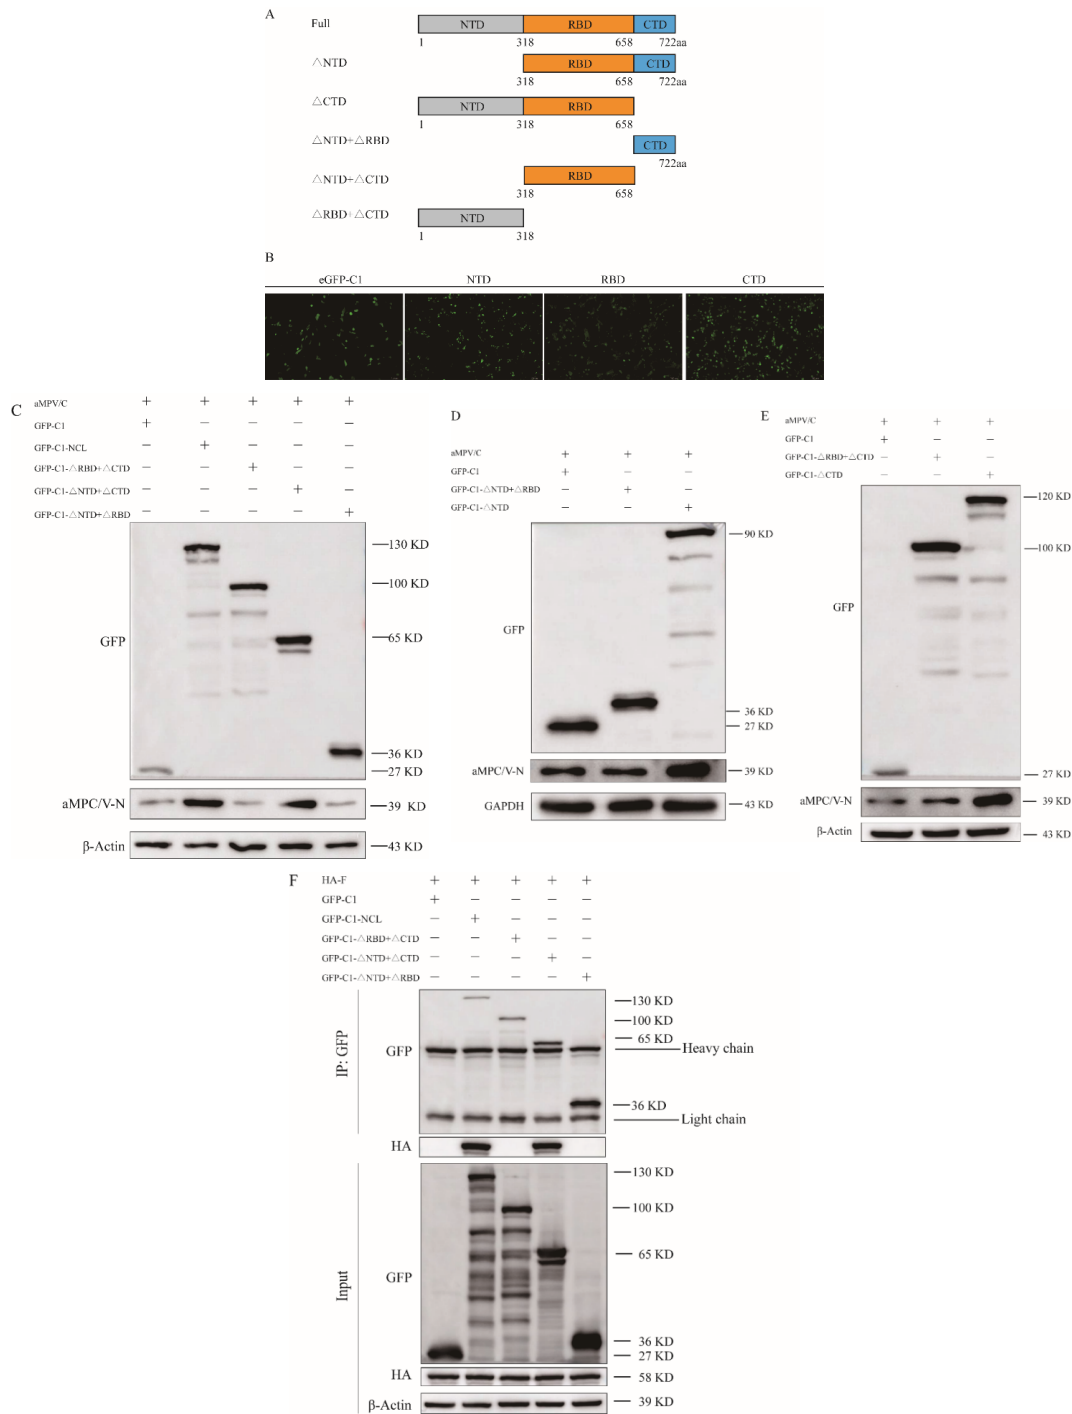 A
Full NTD RBD CTD
1 318 658 722aa
△NTD RBD CTD
318 658 722aa
△CTD NTD RBD
1 318 658
△NTD+△RBD CTD
722aa
△NTD+△CTD RBD
318 658
△RBD+△CTD NTD
1 318
B
eGFP-C1 NTD RBD CTD
C
aMPV/C + + + + +
GFP-C1 + − − − −
GFP-C1-NCL − + − − −
GFP-C1-△RBD+△CTD − − + − −
GFP-C1-△NTD+△CTD − − − + −
GFP-C1-△NTD+△RBD − − − − +
GFP
130 KD
100 KD
65 KD
36 KD
27 KD
aMPC/V-N 39 KD
β-Actin 43 KD
D
aMPV/C + + +
GFP-C1 + − −
GFP-C1-△NTD+△RBD − + −
GFP-C1-△NTD − − +
GFP
90 KD
36 KD
27 KD
aMPC/V-N 39 KD
GAPDH 43 KD
E
aMPV/C + + +
GFP-C1 + − −
GFP-C1-△RBD+△CTD − + −
GFP-C1-△CTD − − +
GFP
120 KD
100 KD
27 KD
aMPC/V-N 39 KD
β-Actin 43 KD
F
HA-F + + + + +
GFP-C1 + − − − −
GFP-C1-NCL − + − − −
GFP-C1-△RBD+△CTD − − + − −
GFP-C1-△NTD+△CTD − − − + −
GFP-C1-△NTD+△RBD − − − − +
IP: GFP
GFP
130 KD
100 KD
65 KD
Heavy chain
36 KD
Light chain
HA
Input
GFP
130 KD
100 KD
65 KD
36 KD
27 KD
HA 58 KD
β-Actin 39 KD